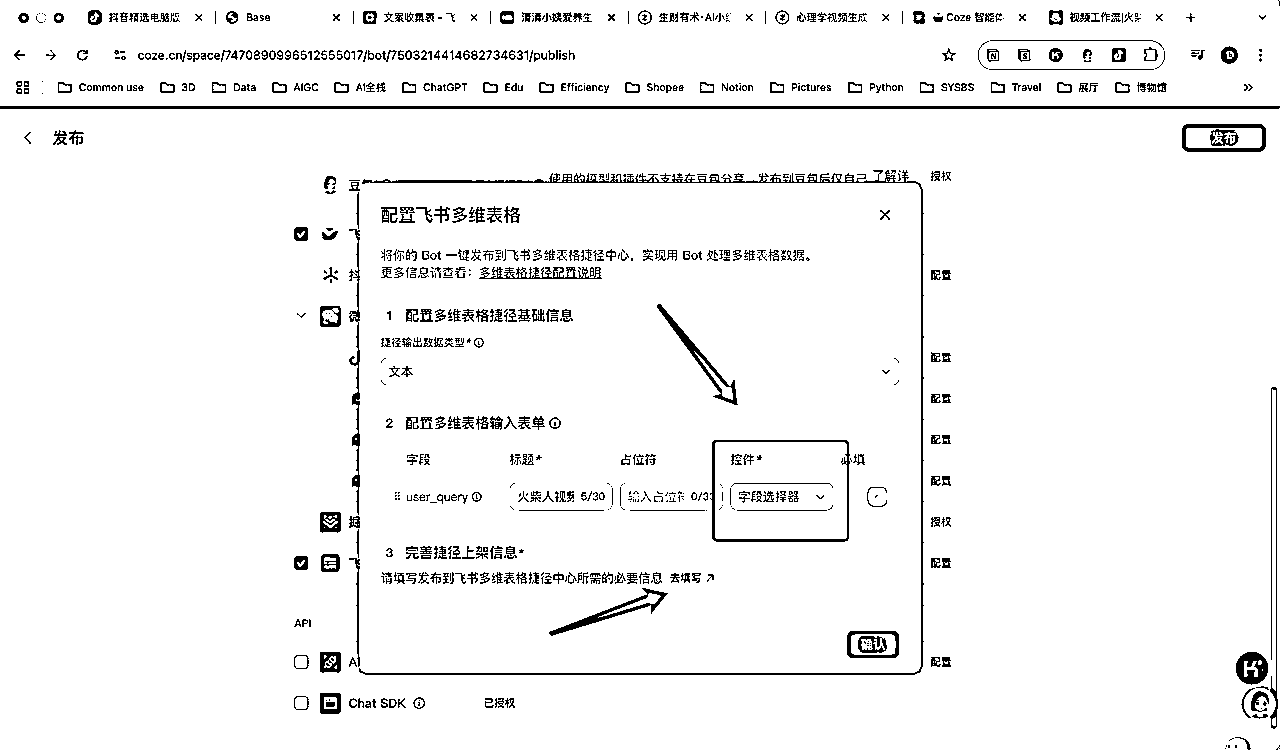 抖音精选电脑版
Base
文案收集表 - 飞
清清小姨爱养生
生财有术·AI小
心理学视频生成
Coze 智能体
视频工作流|火
coze.cn/space/7470890996512555017/bot/7503214414682734631/publish
Common use
3D
Data
AIGC
AI全栈
ChatGPT
Edu
Efficiency
Shopee
Notion
Pictures
Python
SYSBS
Travel
展厅
博物馆
发布
发布
使用的模型和插件不支持在豆包分享，发布到豆包后仅自己
了解详
授权
配置飞书多维表格
将你的 Bot 一键发布到飞书多维表格捷径中心，实现用 Bot 处理多维表格数据。
更多信息请查看：多维表格捷径配置说明
配置
1 配置多维表格捷径基础信息
捷径输出数据类型*
文本
配置
配置
2 配置多维表格输入表单
配置
字段 标题* 占位符 控件* 必填
配置
user_query 火柴人视频 5/30 输入占位符 0/3 字段选择器
授权
3 完善捷径上架信息*
配置
请填写发布到飞书多维表格捷径中心所需的必要信息 去填写
API
确认
配置
Chat SDK 已授权